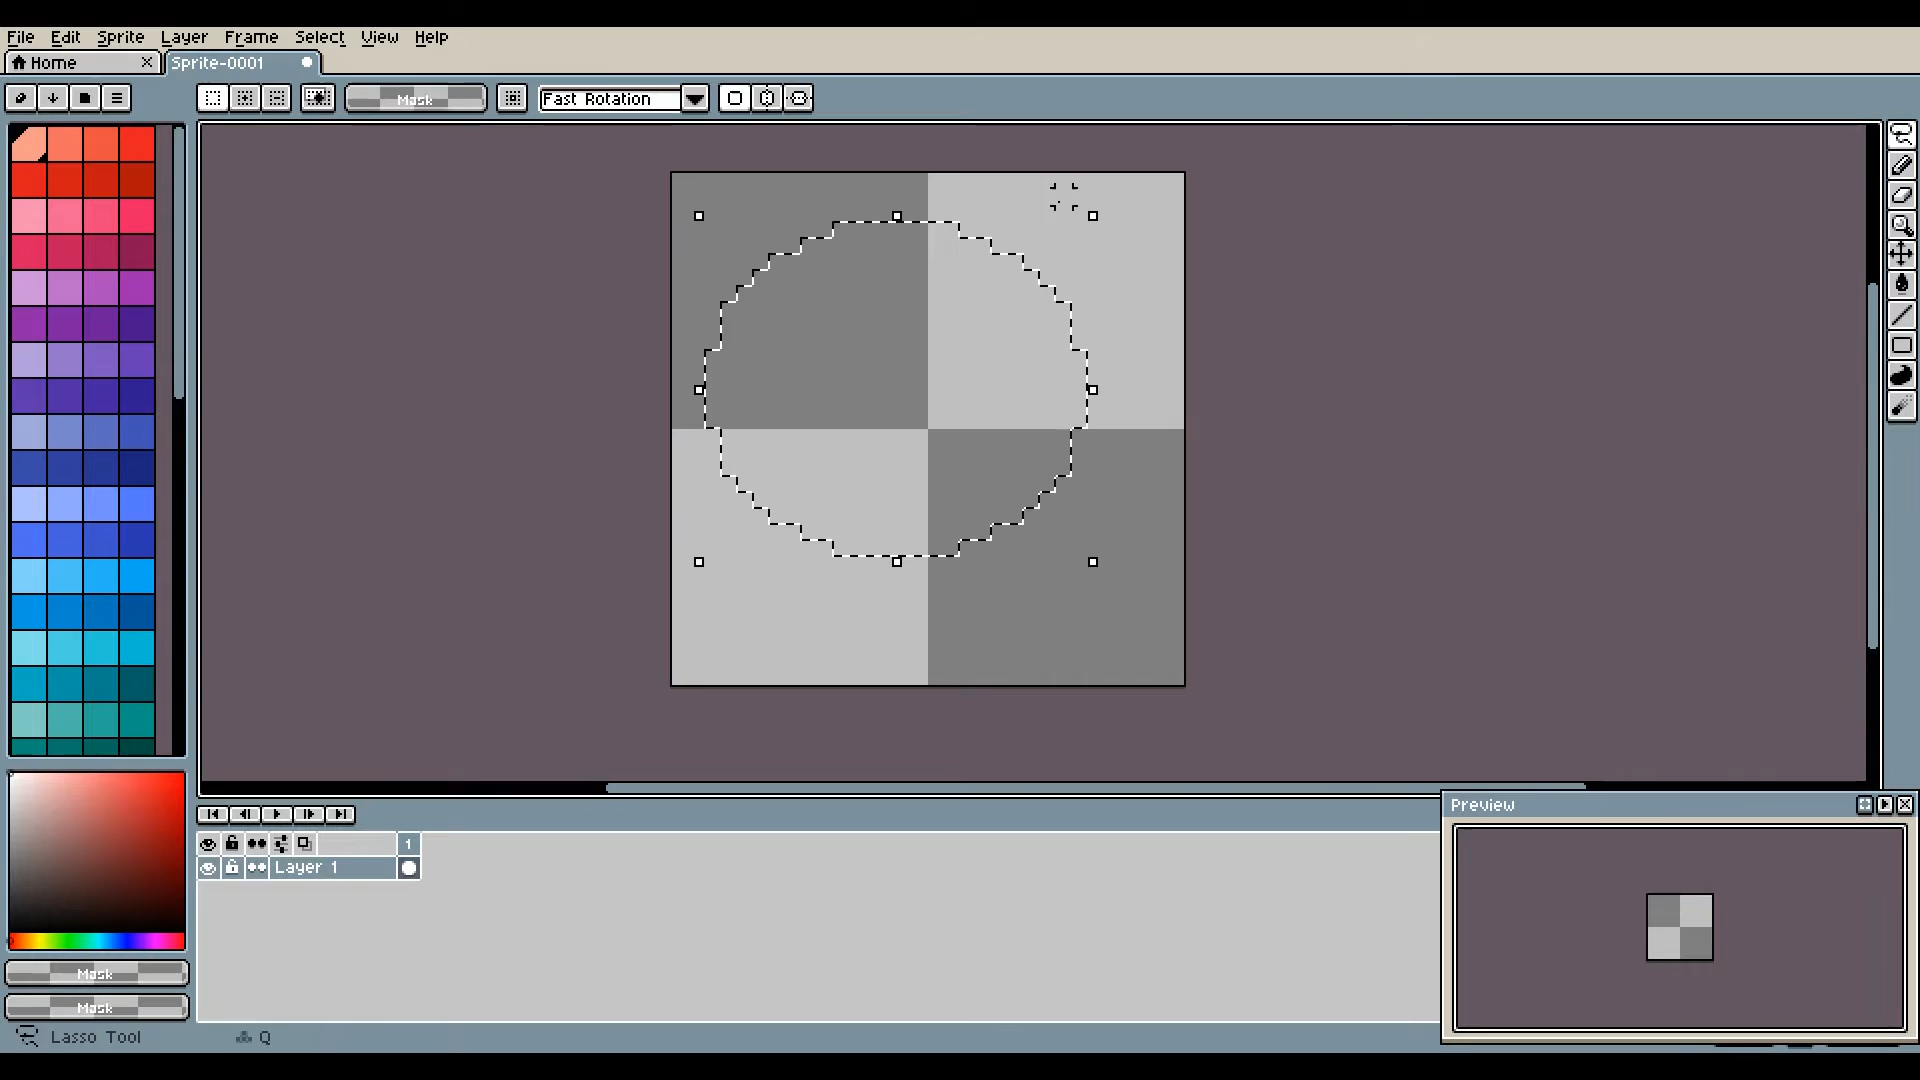 File Edit Sprite Layer Frame Select View Help
Home Sprite-0001
Mask Fast Rotation
1
Layer 1
Preview
Mask
Mask
Lasso Tool Q